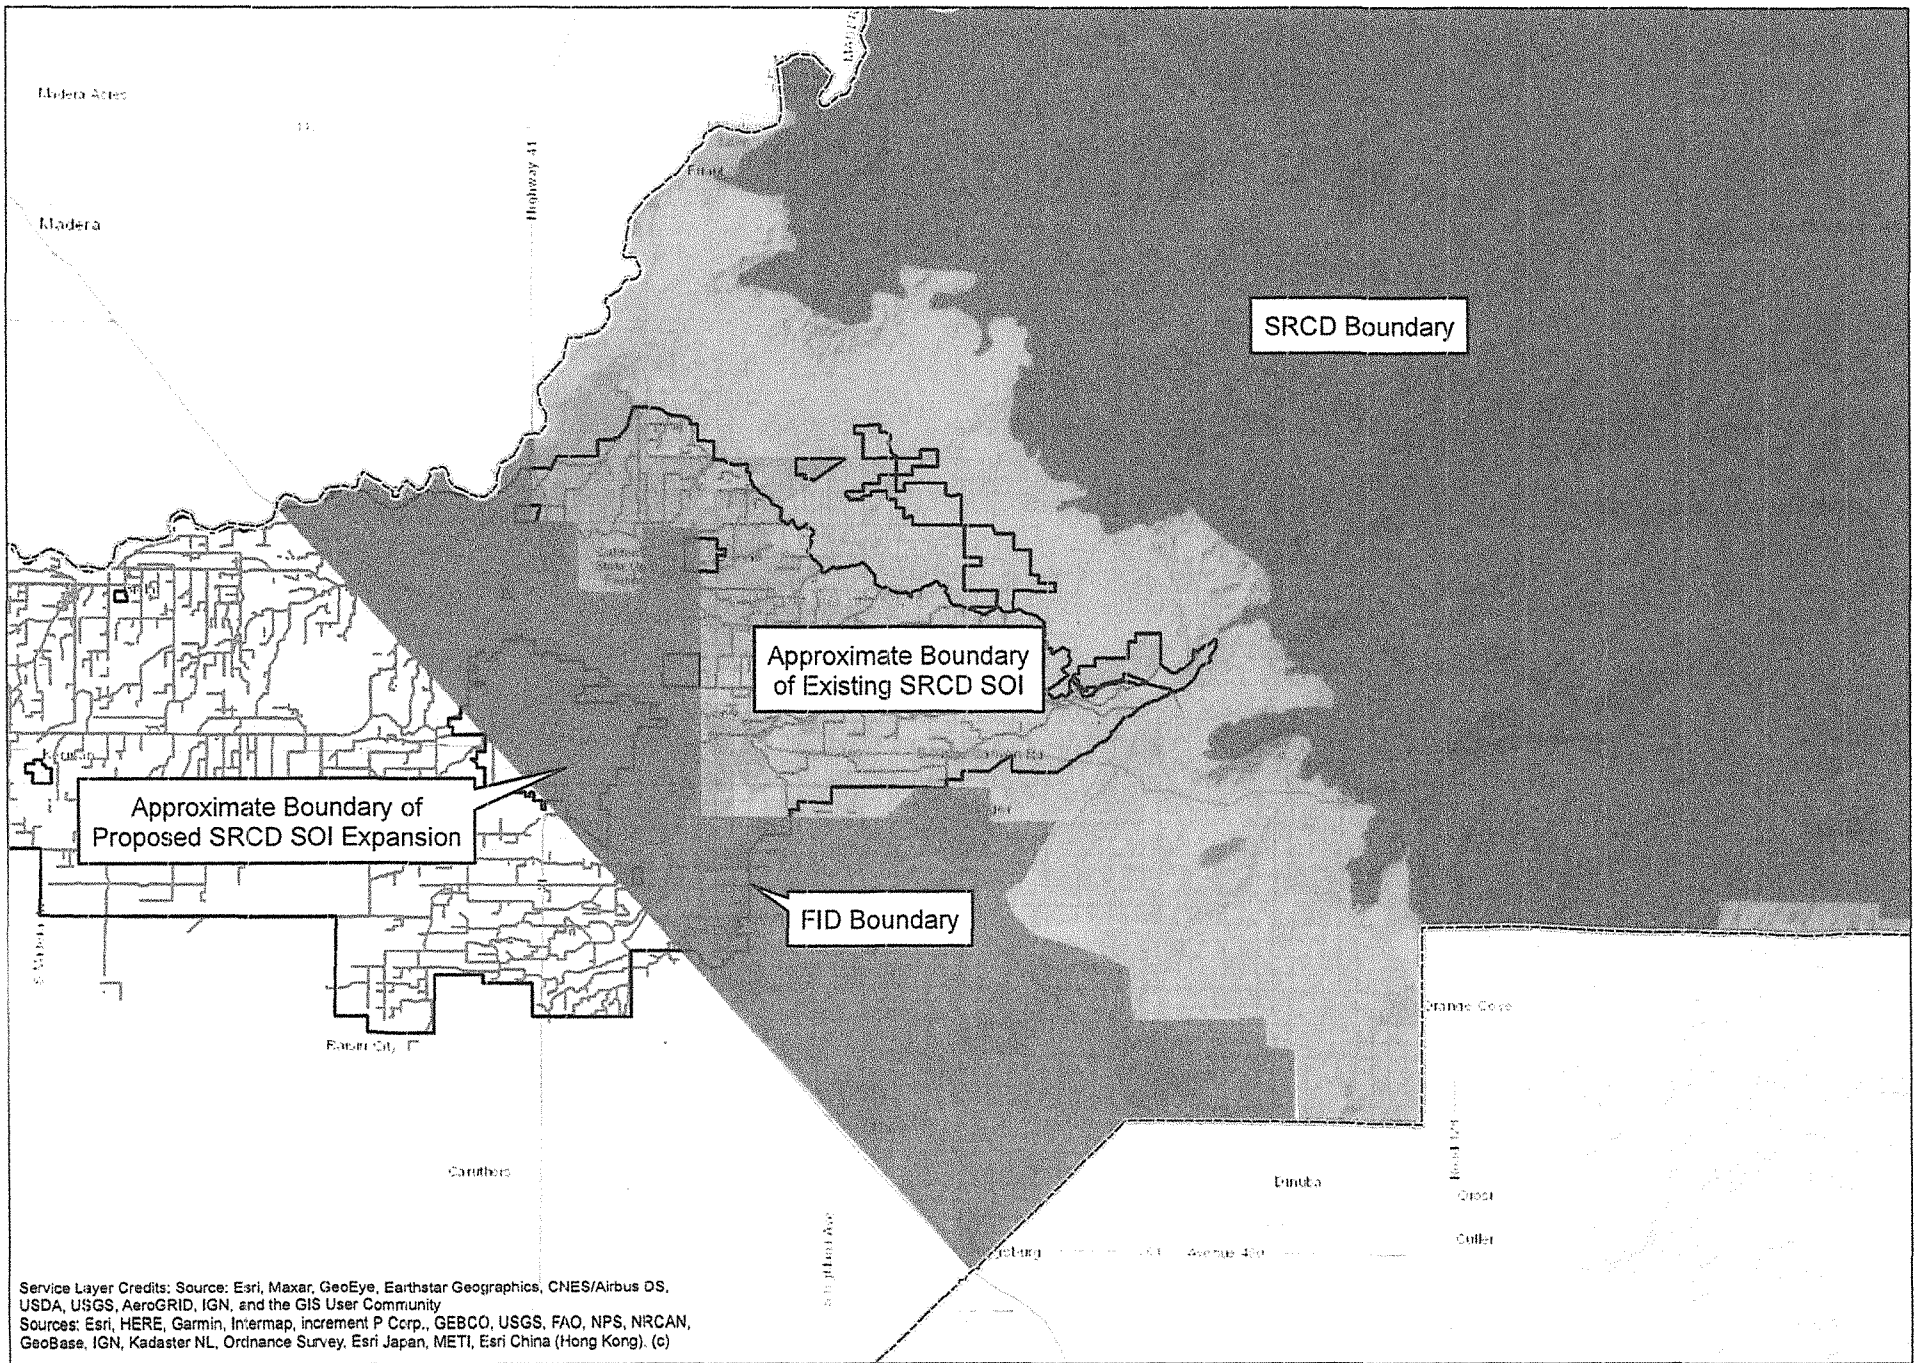 Madera Acres
Madera
Highway 41
Friant
SRCD Boundary
Approximate Boundary
of Existing SRCD SOI
Approximate Boundary of
Proposed SRCD SOI Expansion
FID Boundary
Raisin City
Caruthers
Orange Cove
Dinuba
Orosi
Cutler
Service Layer Credits: Source: Esri, Maxar, GeoEye, Earthstar Geographics, CNES/Airbus DS,
USDA, USGS, AeroGRID, IGN, and the GIS User Community
Sources: Esri, HERE, Garmin, Intermap, increment P Corp., GEBCO, USGS, FAO, NPS, NRCAN,
GeoBase, IGN, Kadaster NL, Ordnance Survey, Esri Japan, METI, Esri China (Hong Kong), (c)